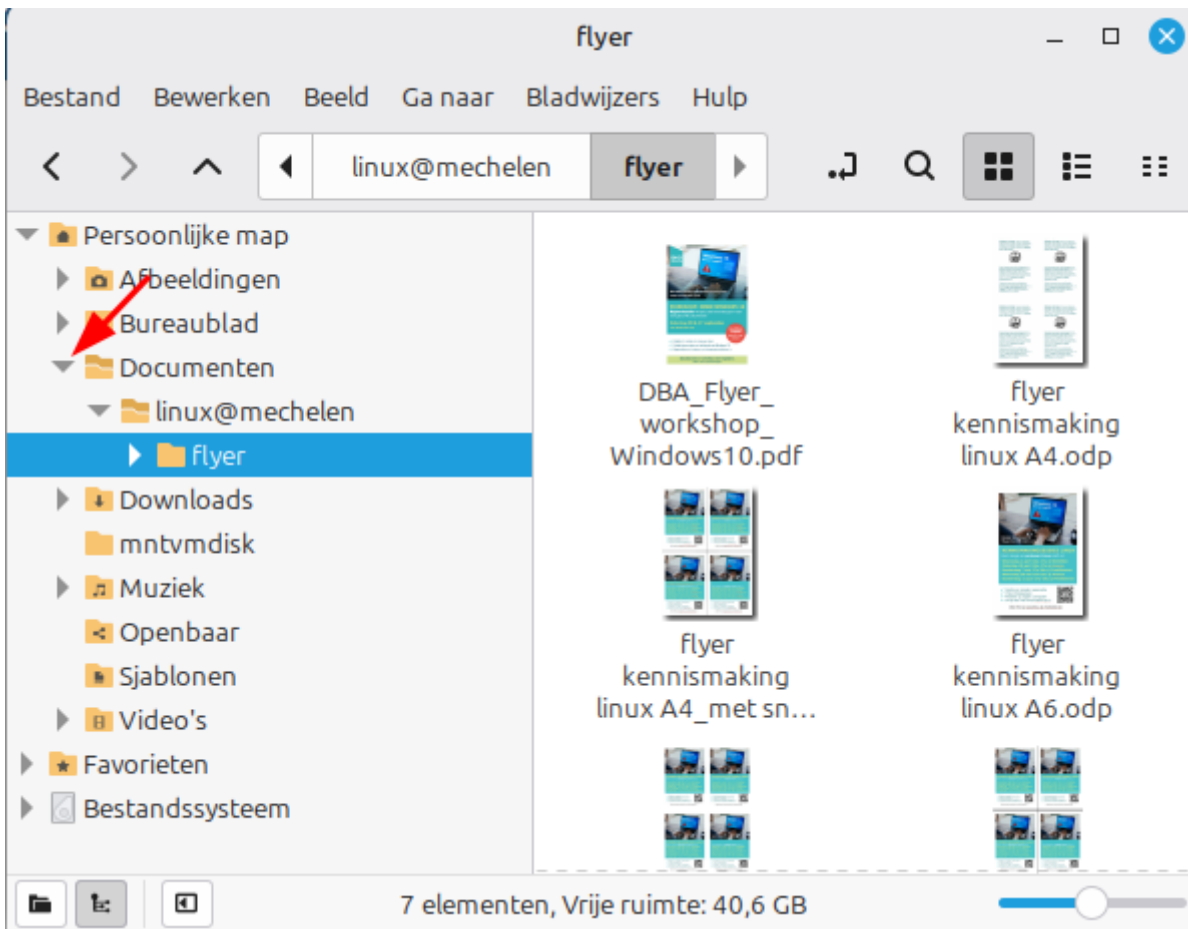 flyer
Bestand Bewerken Beeld Ga naar Bladwijzers Hulp
linux@mechelen flyer
Persoonlijke map
Afbeeldingen
Bureaublad
Documenten
linux@mechelen
flyer
Downloads
mntvmdisk
Muziek
Openbaar
Sjablonen
Video's
Favorieten
Bestandssysteem
DBA_Flyer_
workshop_
Windows10.pdf
flyer
kennismaking
linux A4.odp
flyer
kennismaking
linux A4_met sn...
flyer
kennismaking
linux A6.odp
7 elementen, Vrije ruimte: 40,6 GB